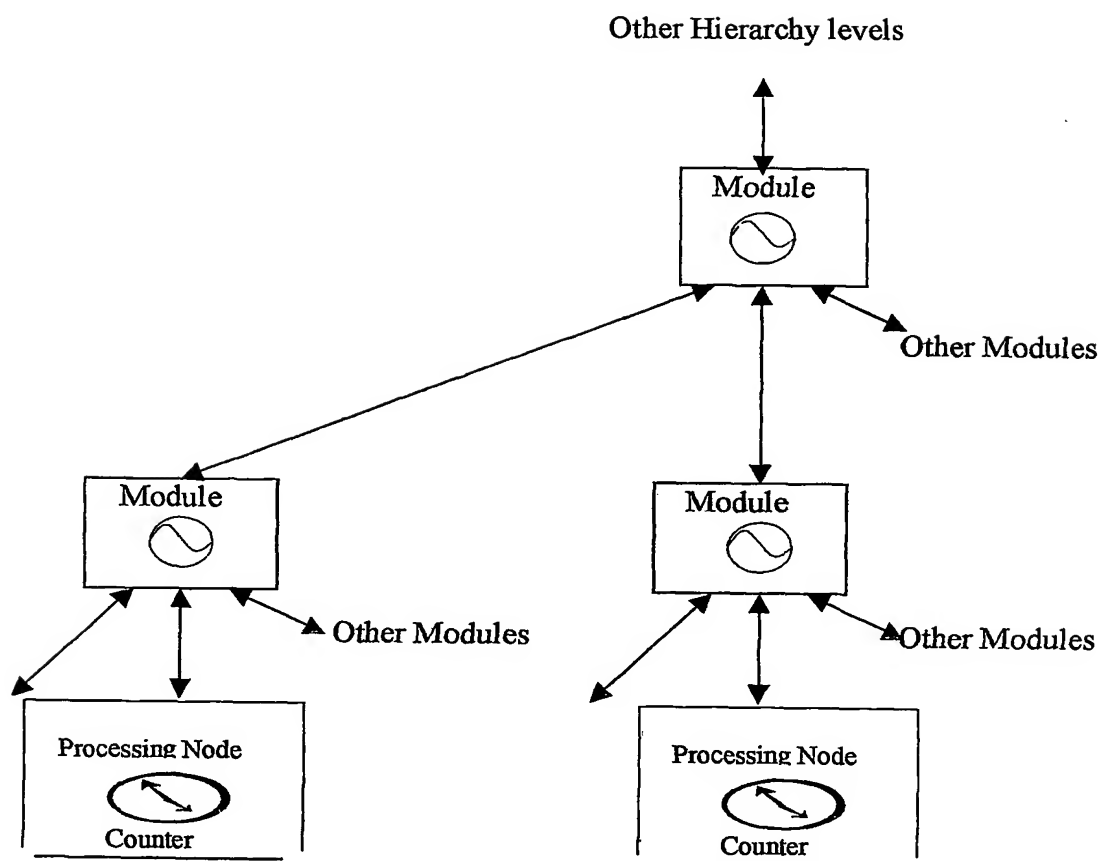 Other Hierarchy levels
Module
Other Modules
Module
Module
Other Modules
Other Modules
Processing Node
Counter
Processing Node
Counter